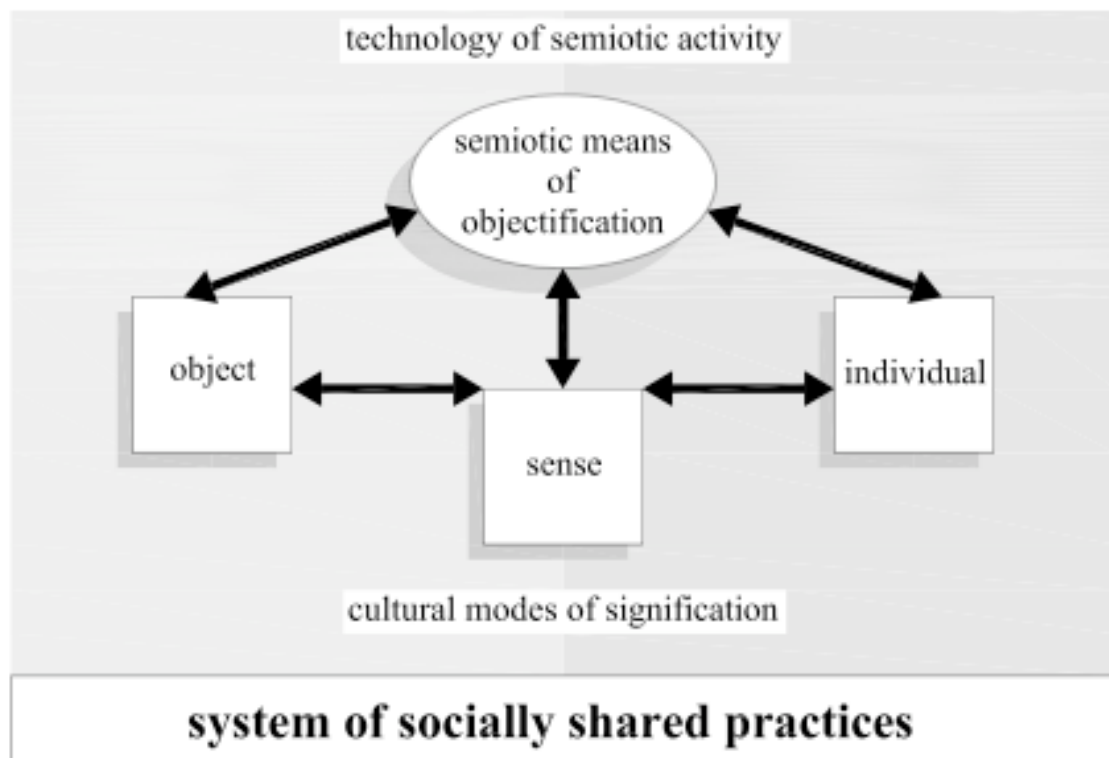 technology of semiotic activity
semiotic means
of
objectification
object
individual
sense
cultural modes of signification
system of socially shared practices